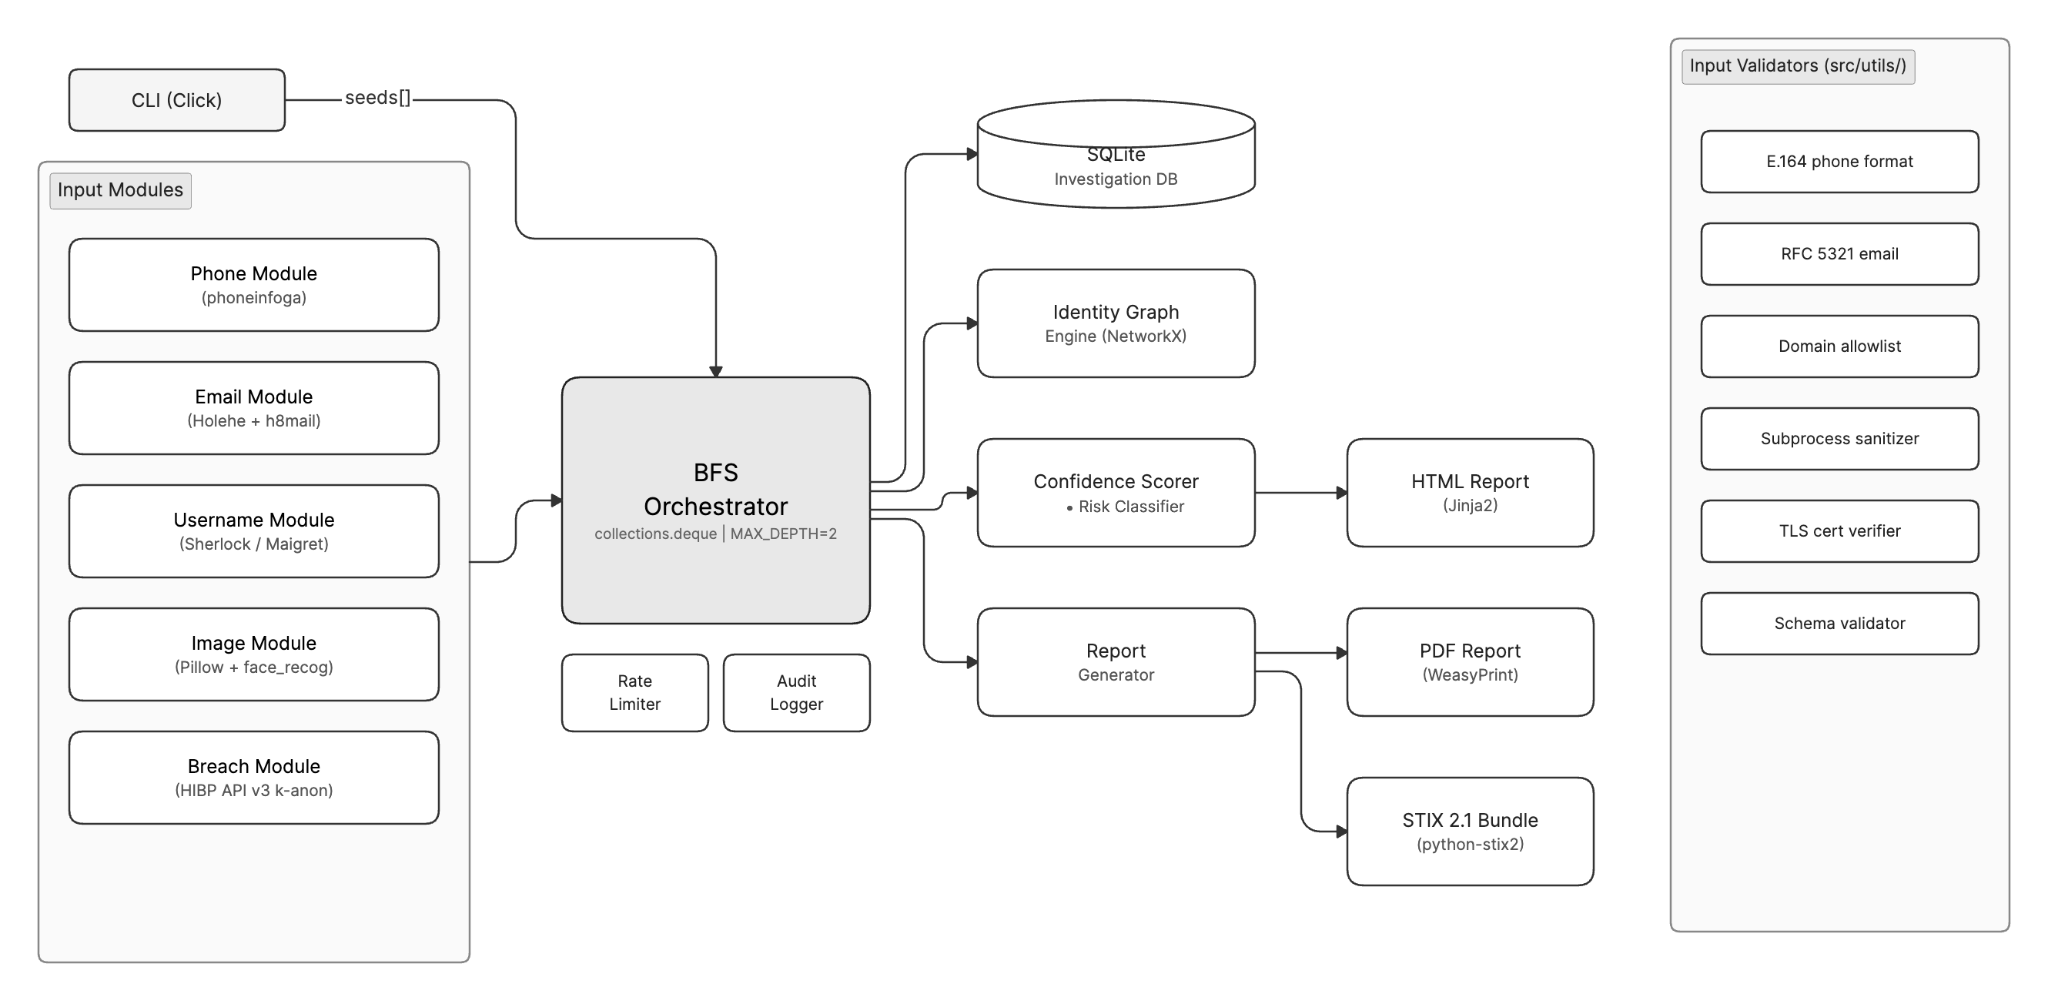 CLI (Click)
seeds[]
Input Modules
Phone Module
(phoneinfoga)
Email Module
(Holehe + h8mail)
Username Module
(Sherlock / Maigret)
Image Module
(Pillow + face_recog)
Breach Module
(HIBP API v3 k-anon)
BFS
Orchestrator
collections.deque | MAX_DEPTH=2
Rate
Limiter
Audit
Logger
SQLite
Investigation DB
Identity Graph
Engine (NetworkX)
Confidence Scorer
• Risk Classifier
Report
Generator
HTML Report
(Jinja2)
PDF Report
(WeasyPrint)
STIX 2.1 Bundle
(python-stix2)
Input Validators (src/utils/)
E.164 phone format
RFC 5321 email
Domain allowlist
Subprocess sanitizer
TLS cert verifier
Schema validator